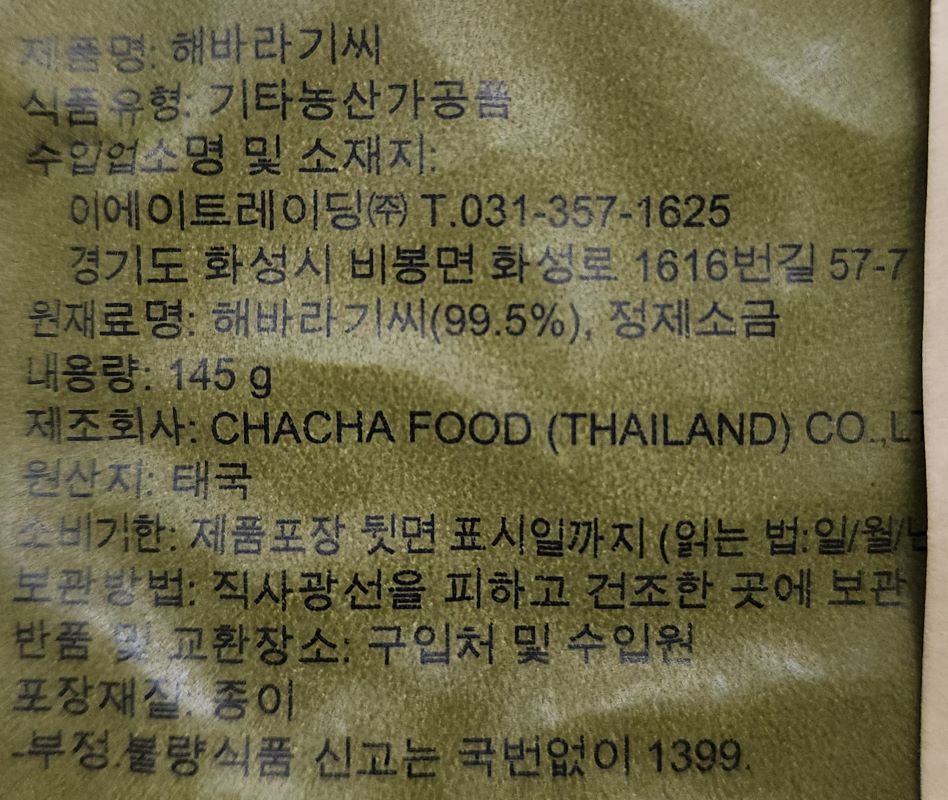 제품명: 해바라기씨
식품유형: 기타농산가공품
수입업소명 및 소재지:
이에이트레이딩㈜ T.031-357-1625
경기도 화성시 비봉면 화성로 1616번길 57-7
원재료명: 해바라기씨(99.5%), 정제소금
내용량: 145 g
제조회사: CHACHA FOOD (THAILAND) CO.,LT
원산지: 태국
소비기한: 제품포장 뒷면 표시일까지 (읽는 법:일/월/
보관방법: 직사광선을 피하고 건조한 곳에 보관
반품 및 교환장소: 구입처 및 수입원
포장재질: 종이
-부정.불량식품 신고는 국번없이 1399.